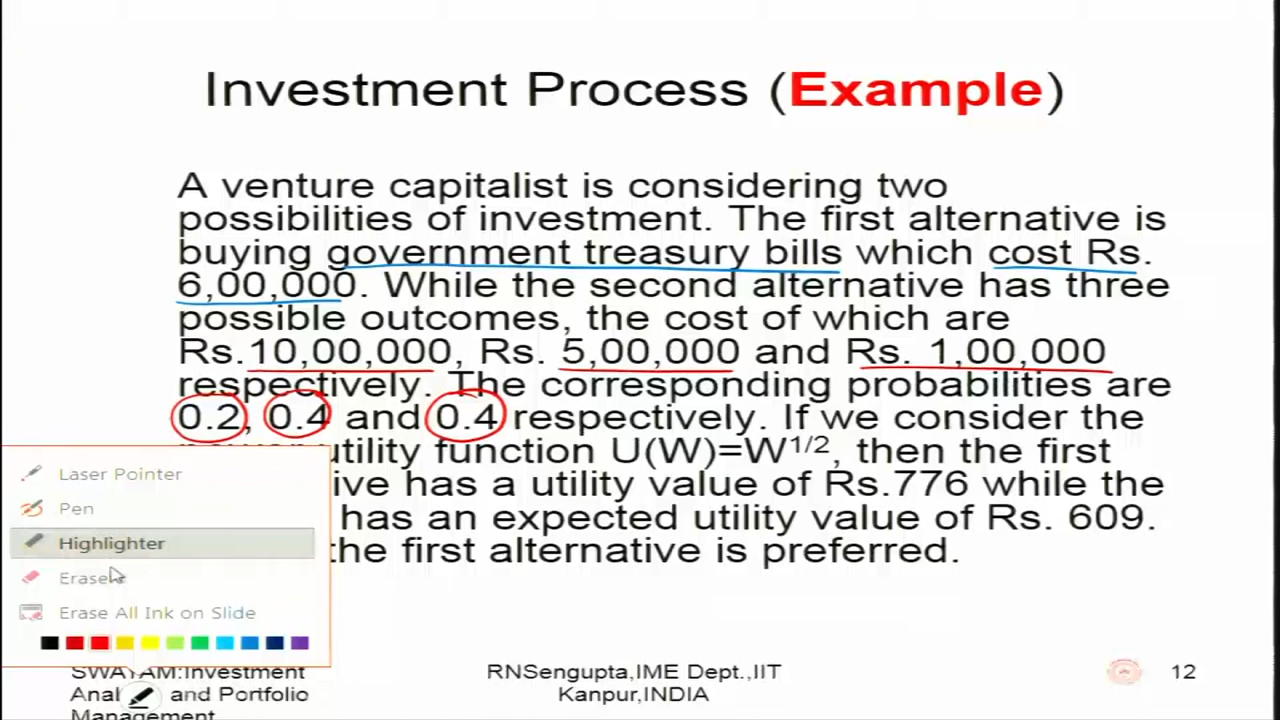 Investment Process (Example)
A venture capitalist is considering two
possibilities of investment. The first alternative is
buying government treasury bills which cost Rs.
6,00,000. While the second alternative has three
possible outcomes, the cost of which are
Rs.10,00,000, Rs. 5,00,000 and Rs. 1,00,000
respectively. The corresponding probabilities are
0.2, 0.4 and 0.4 respectively. If we consider the
utility function U(W)=W1/2, then the first
ive has a utility value of Rs.776 while the
has an expected utility value of Rs. 609.
the first alternative is preferred.
Laser Pointer
Pen
Highlighter
Eraser
Erase All Ink on Slide
SWAYAM:Investment
and Portfolio
Management
RNSengupta,IME Dept.,IIT
Kanpur,INDIA
12